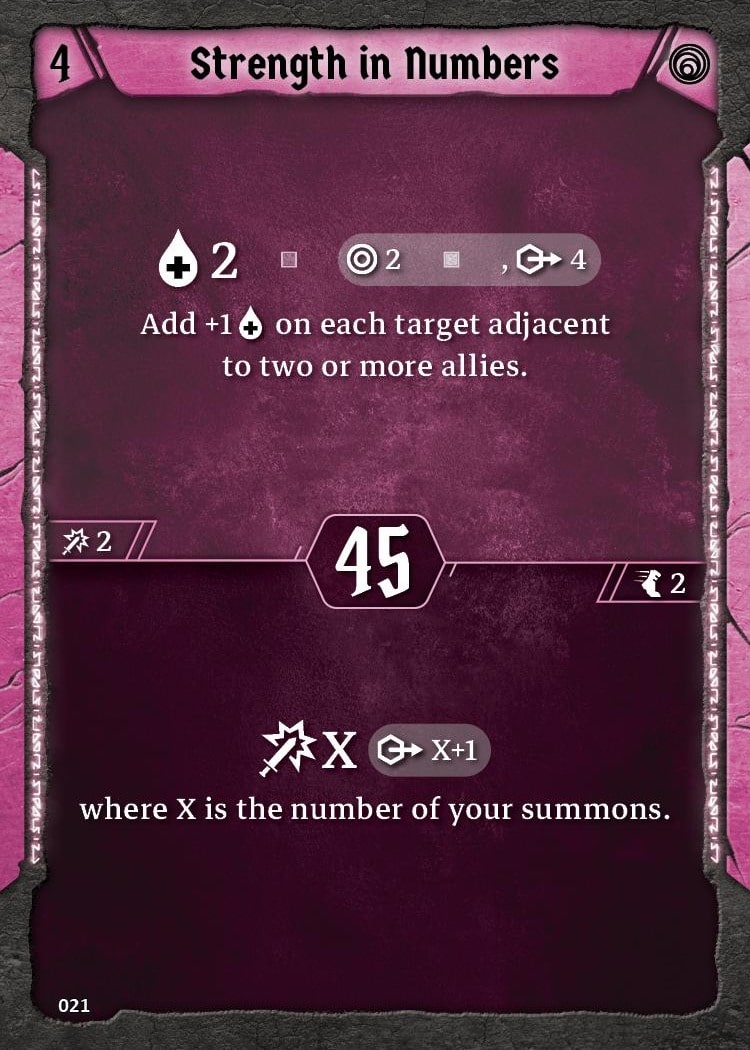 4 Strength in Numbers
2 2 , 4
Add +1 on each target adjacent
to two or more allies.
2
45
2
X X+1
where X is the number of your summons.
021